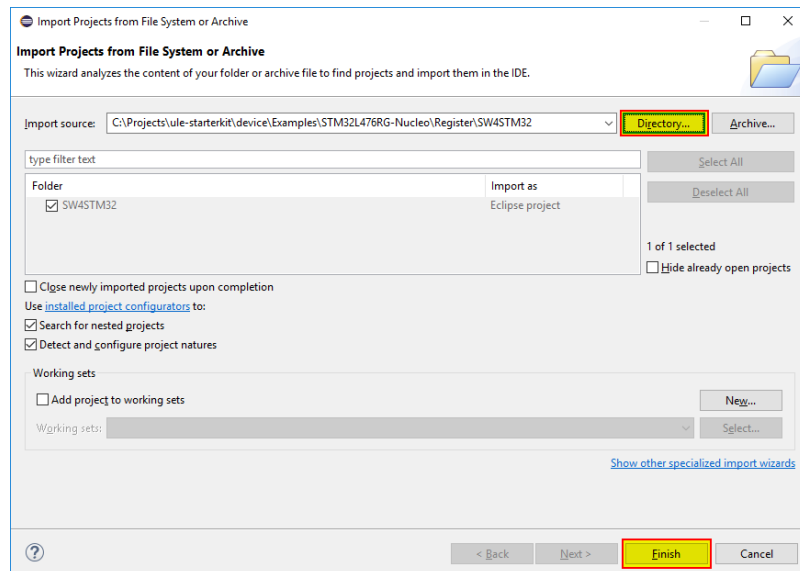 Import Projects from File System or Archive
Import Projects from File System or Archive
This wizard analyzes the content of your folder or archive file to find projects and import them in the IDE.
Import source: C:\Projects\ule-starterkit\device\Examples\STM32L476RG-Nucleo\Register\SW4STM32 Directory... Archive...
type filter text Select All
Folder Import as Deselect All
SW4STM32 Eclipse project
1 of 1 selected
Hide already open projects
Close newly imported projects upon completion
Use installed project configurators to:
Search for nested projects
Detect and configure project natures
Working sets
Add project to working sets New...
Working sets: Select...
Show other specialized import wizards
? < Back Next > Finish Cancel